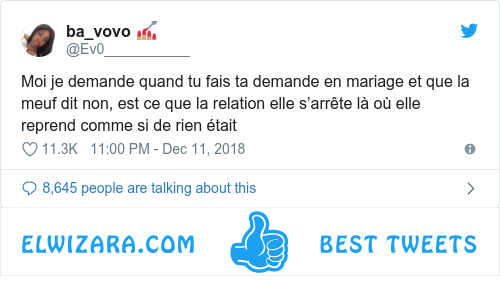 ba_vovo 💅
@Ev0__________
Moi je demande quand tu fais ta demande en mariage et que la
meuf dit non, est ce que la relation elle s’arrête là où elle
reprend comme si de rien était
11.3K 11:00 PM - Dec 11, 2018
8,645 people are talking about this
ELWIZARA.COM BEST TWEETS